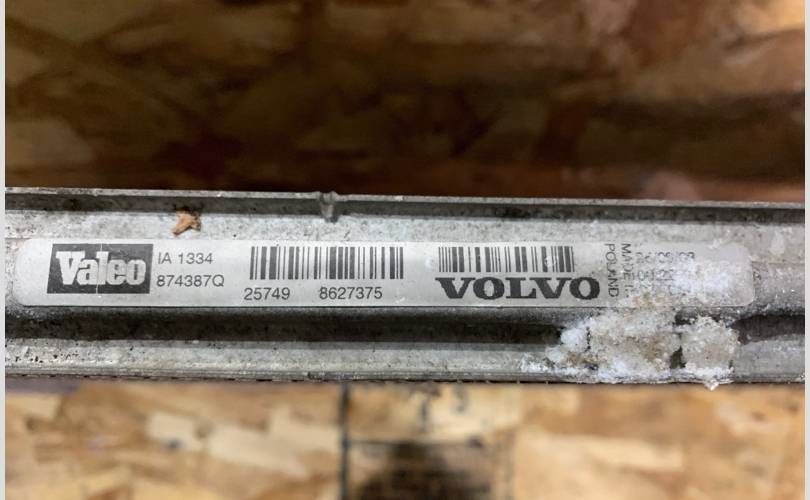 Valeo
IA 1334
874387Q
25749 8627375
VOLVO
POLAND